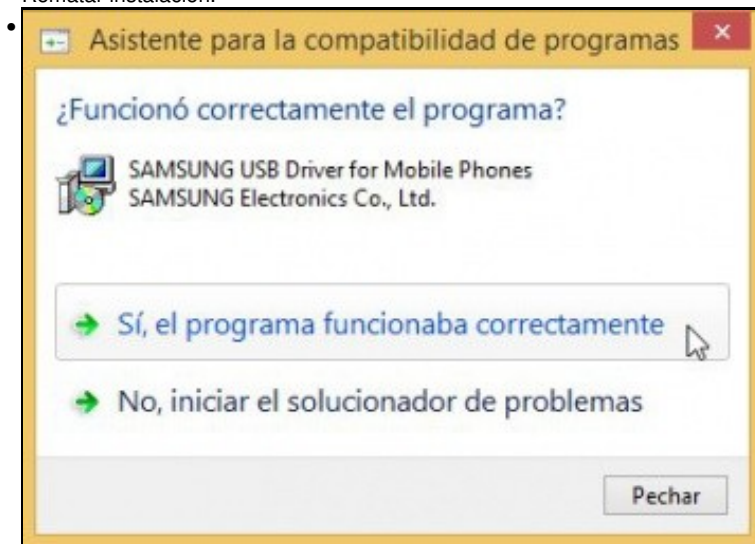 Rematar instalación.
Asistente para la compatibilidad de programas
¿Funcionó correctamente el programa?
SAMSUNG USB Driver for Mobile Phones
SAMSUNG Electronics Co., Ltd.
Sí, el programa funcionaba correctamente
No, iniciar el solucionador de problemas
Pechar